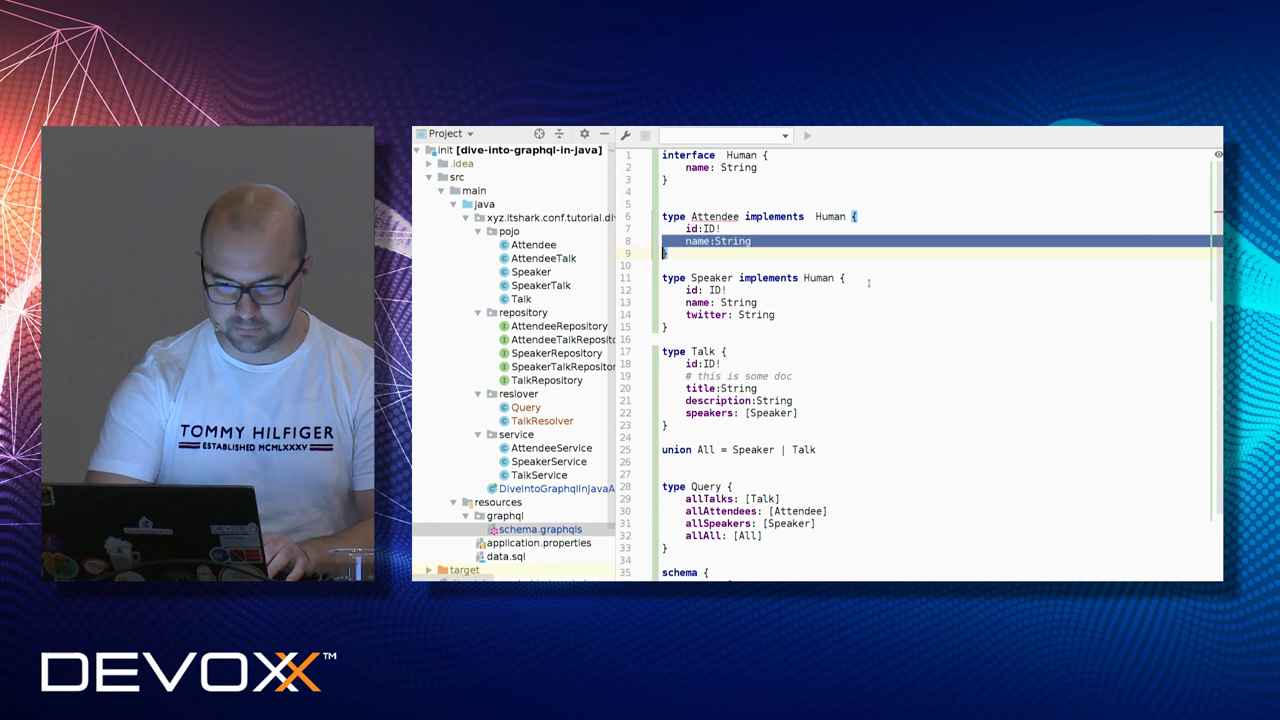 TOMMY HILFIGER
ESTABLISHED MCMLXXXV
DEVOXX™
Project
init [dive-into-graphql-in-java]
.idea
src
main
java
xyz.itshark.conf.tutorial.di
pojo
Attendee
AttendeeTalk
Speaker
SpeakerTalk
Talk
repository
AttendeeRepository
AttendeeTalkReposit
SpeakerRepository
SpeakerTalkRepositor
TalkRepository
reslover
Query
TalkResolver
service
AttendeeService
SpeakerService
TalkService
DiveIntoGraphqlInJavaA
resources
graphql
schema.graphqls
application.properties
data.sql
target
1 interface Human {
2 name: String
3 }
4
5
6 type Attendee implements Human {
7 id:ID!
8 name:String
9 }
10
11 type Speaker implements Human {
12 id: ID!
13 name: String
14 twitter: String
15 }
16
17 type Talk {
18 id:ID!
19 # this is some doc
20 title:String
21 description:String
22 speakers: [Speaker]
23 }
24
25 union All = Speaker | Talk
26
27
28 type Query {
29 allTalks: [Talk]
30 allAttendees: [Attendee]
31 allSpeakers: [Speaker]
32 allAll: [All]
33 }
34
35 schema {